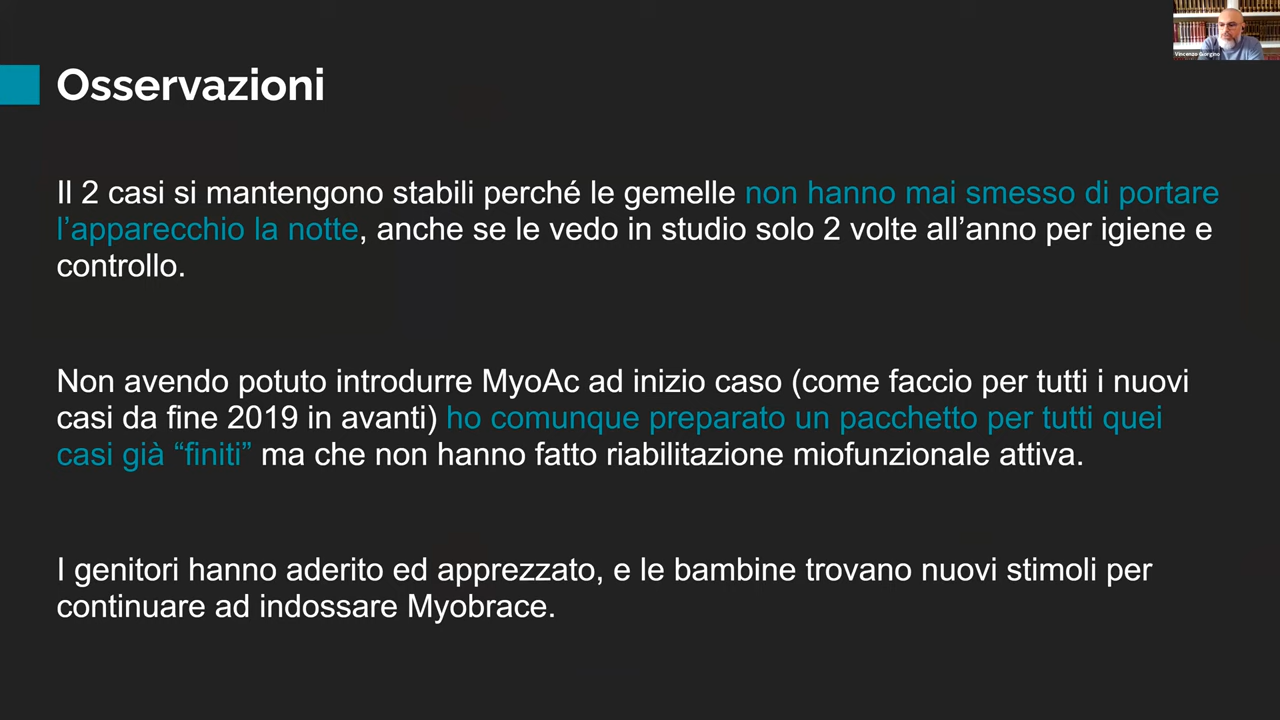 Vincenzo Giorgino
Osservazioni
Il 2 casi si mantengono stabili perché le gemelle non hanno mai smesso di portare
l’apparecchio la notte, anche se le vedo in studio solo 2 volte all’anno per igiene e
controllo.
Non avendo potuto introdurre MyoAc ad inizio caso (come faccio per tutti i nuovi
casi da fine 2019 in avanti) ho comunque preparato un pacchetto per tutti quei
casi già “finiti” ma che non hanno fatto riabilitazione miofunzionale attiva.
I genitori hanno aderito ed apprezzato, e le bambine trovano nuovi stimoli per
continuare ad indossare Myobrace.